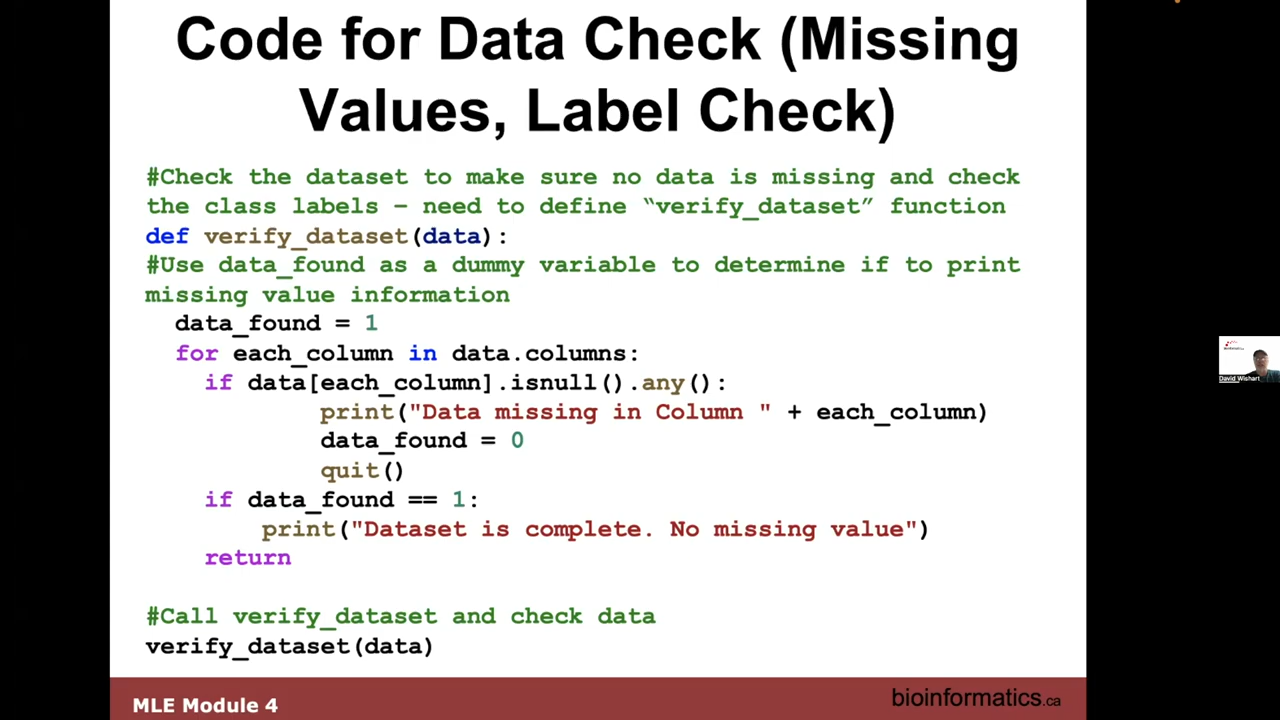 Code for Data Check (Missing
Values, Label Check)
#Check the dataset to make sure no data is missing and check
the class labels – need to define “verify_dataset” function
def verify_dataset(data):
#Use data_found as a dummy variable to determine if to print
missing value information
  data_found = 1
  for each_column in data.columns:
    if data[each_column].isnull().any():
            print("Data missing in Column " + each_column)
            data_found = 0
            quit()
    if data_found == 1:
        print("Dataset is complete. No missing value")
    return
#Call verify_dataset and check data
verify_dataset(data)
MLE Module 4
bioinformatics.ca
David Wishart